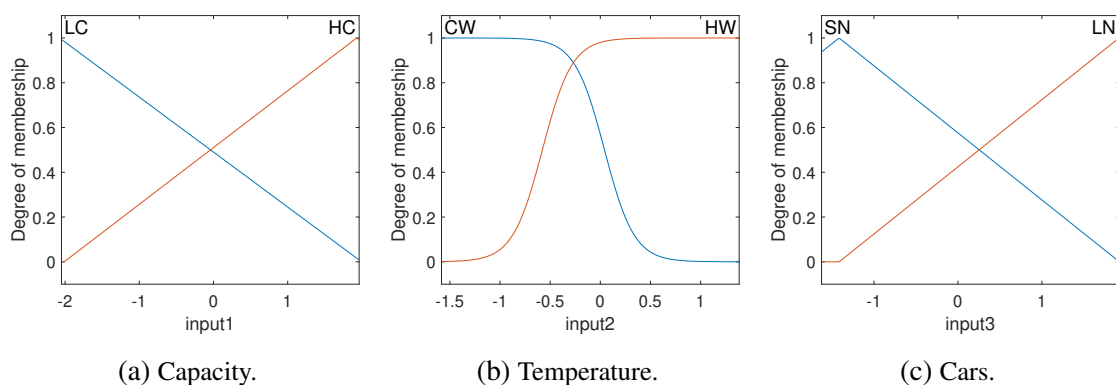 LC HC
1
0.8
0.6
0.4
0.2
0
Degree of membership
-2 -1 0 1
input1
(a) Capacity.
CW HW
1
0.8
0.6
0.4
0.2
0
Degree of membership
-1.5 -1 -0.5 0 0.5 1
input2
(b) Temperature.
SN LN
1
0.8
0.6
0.4
0.2
0
Degree of membership
-1 0 1
input3
(c) Cars.